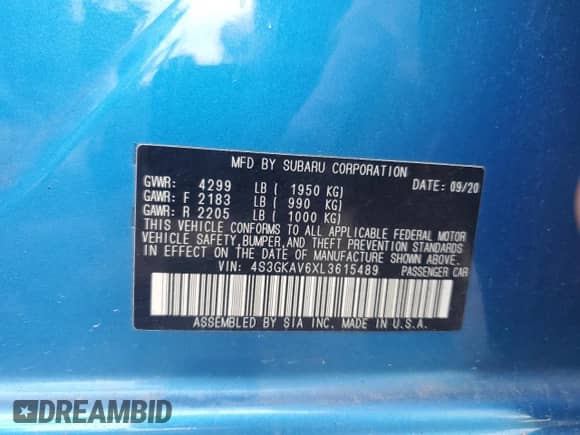 MFD BY SUBARU CORPORATION
GVWR: 4299 LB ( 1950 KG) DATE: 09/20
GAWR: F 2183 LB ( 990 KG)
GAWR: R 2205 LB ( 1000 KG)
THIS VEHICLE CONFORMS TO ALL APPLICABLE FEDERAL MOTOR
VEHICLE SAFETY, BUMPER, AND THEFT PREVENTION STANDARDS
IN EFFECT ON THE DATE OF MANUFACTURE SHOWN ABOVE.
VIN: 4S3GKAV6XL3615489 PASSENGER CAR
ASSEMBLED BY SIA INC. MADE IN U.S.A.
DREAMBID